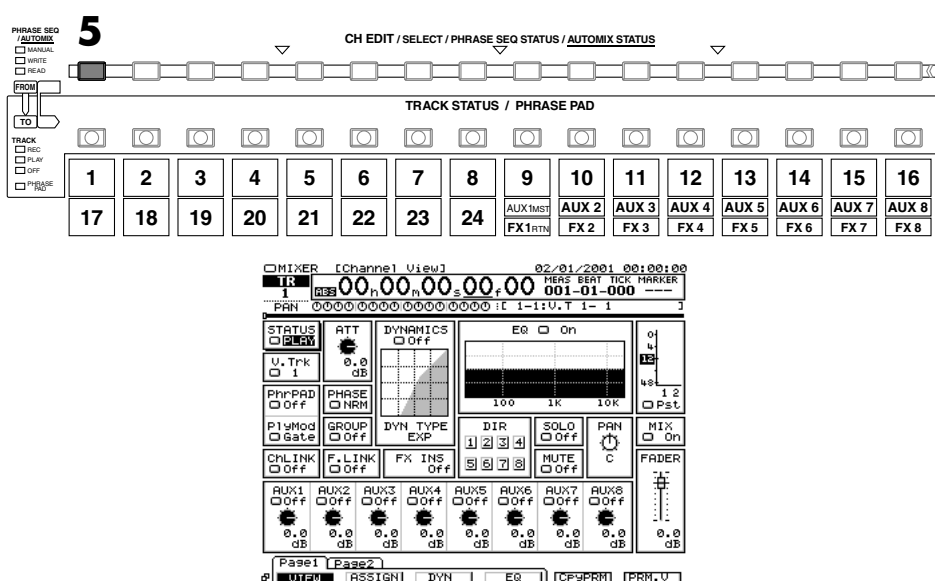 PHRASE SEQ
/AUTOMIX
MANUAL
WRITE
READ
FROM
TO
TRACK
REC
PLAY
OFF
PHRASE
PAD
5
CH EDIT / SELECT / PHRASE SEQ STATUS / AUTOMIX STATUS
TRACK STATUS / PHRASE PAD
1 2 3 4 5 6 7 8 9 10 11 12 13 14 15 16
17 18 19 20 21 22 23 24
AUX1MST AUX 2 AUX 3 AUX 4 AUX 5 AUX 6 AUX 7 AUX 8
FX1RTN FX 2 FX 3 FX 4 FX 5 FX 6 FX 7 FX 8
MIXER [Channel View] 02/01/2001 00:00:00
TR
1
ABS 00h00m00s00f00
MEAS BEAT TICK MARKER
001-01-000 ---
PAN :[ 1-1:V.T 1- 1 ]
STATUS
PLAY
ATT
0.0
dB
DYNAMICS
Off
EQ On
100 1K 10K
0
4
12
48
1 2
Pst
V.Trk
1
PhrPAD
Off
PHASE
NRM
PlyMod
Gate
GROUP
Off
DYN TYPE
EXP
DIR
1 2 3 4
5 6 7 8
SOLO
Off
PAN
C
MIX
On
ChLINK
Off
F.LINK
Off
FX INS
Off
MUTE
Off
FADER
0.0
dB
AUX1 AUX2 AUX3 AUX4 AUX5 AUX6 AUX7 AUX8
Off Off Off Off Off Off Off Off
0.0 0.0 0.0 0.0 0.0 0.0 0.0 0.0
dB dB dB dB dB dB dB dB
Page1 Page2
VIEW ASSIGN DYN EQ CpyPRM PRM.V